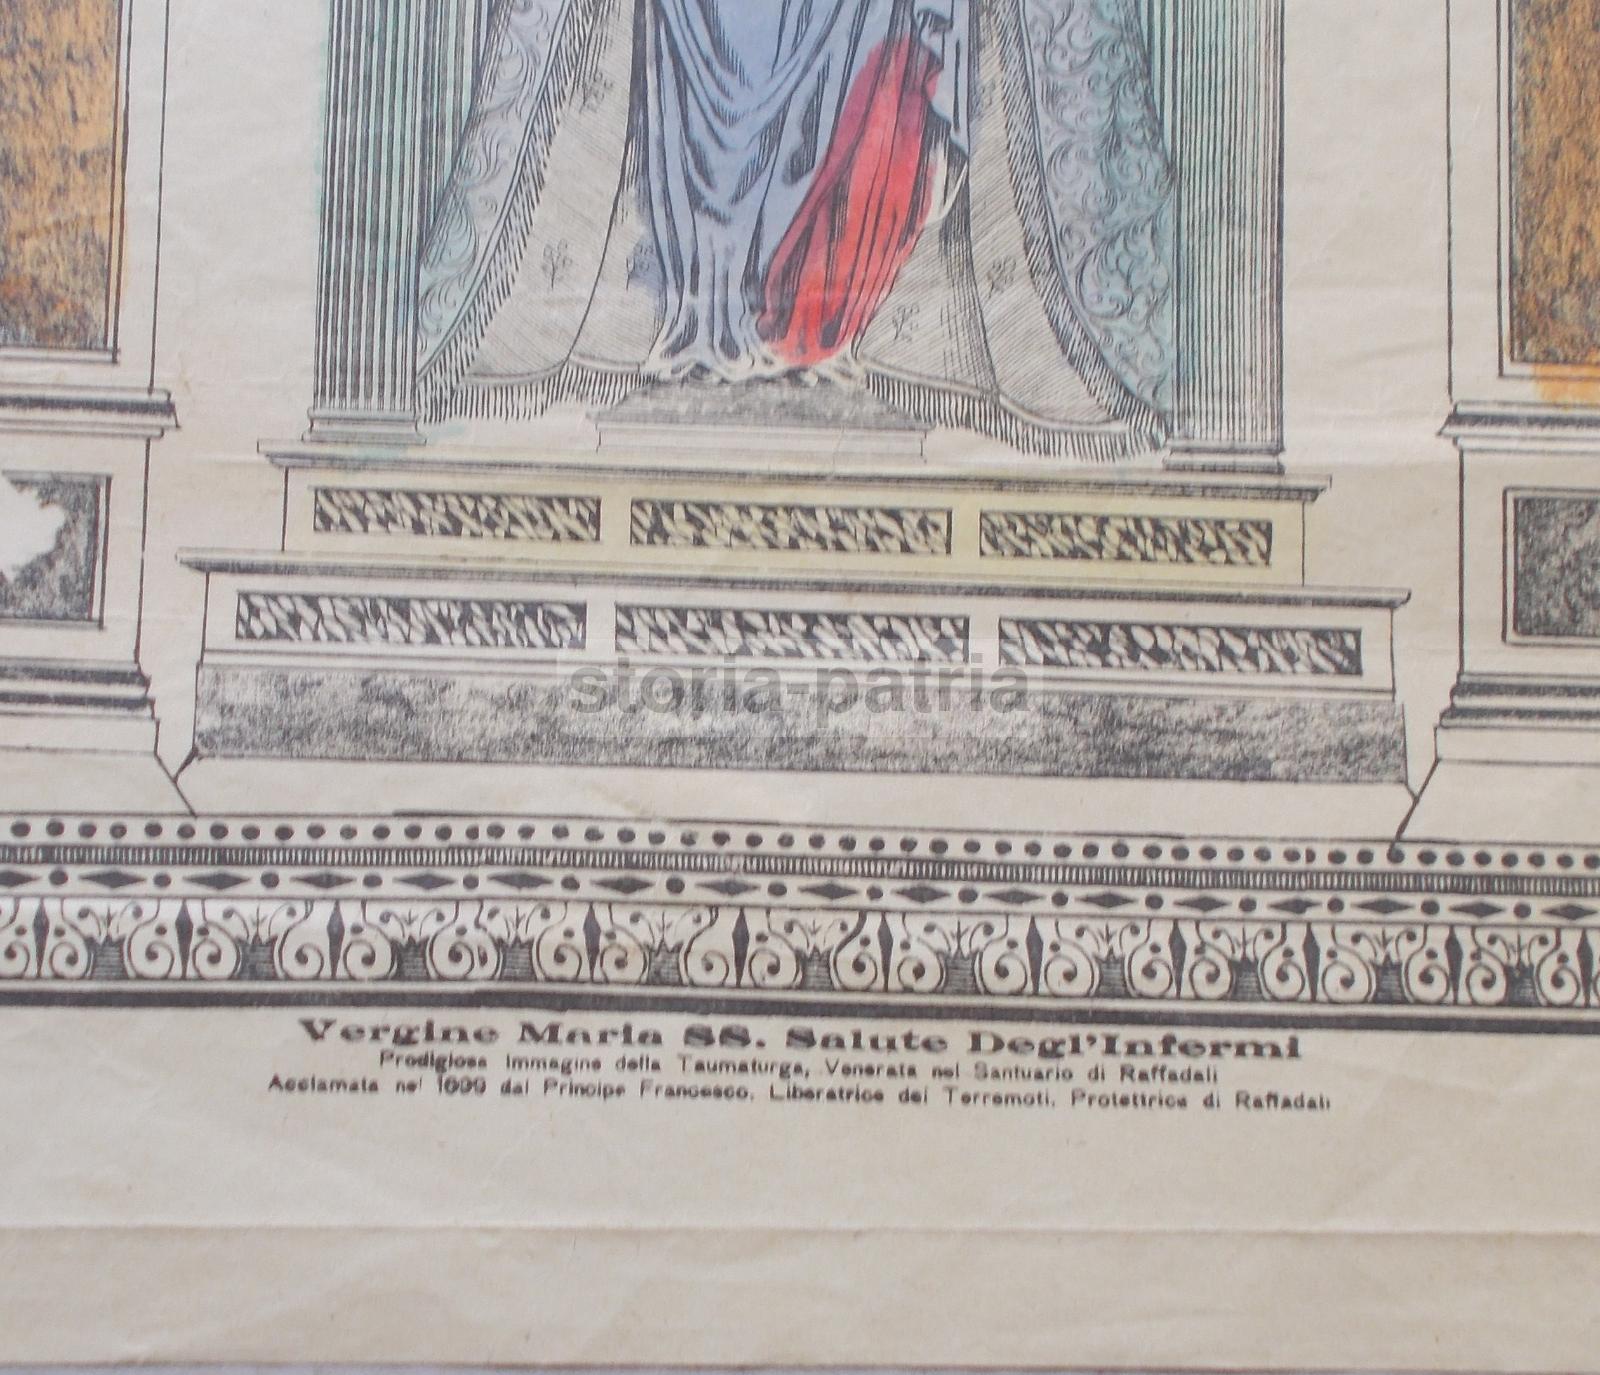 storia-patria
Vergine Maria SS. Salute Degl'Infermi
Prodigiosa Immagine della Taumaturga, Venerata nel Santuario di Raffadali
Acclamata nel 1699 dal Principe Francesco. Liberatrice dei Terremoti. Protettrice di Raffadali